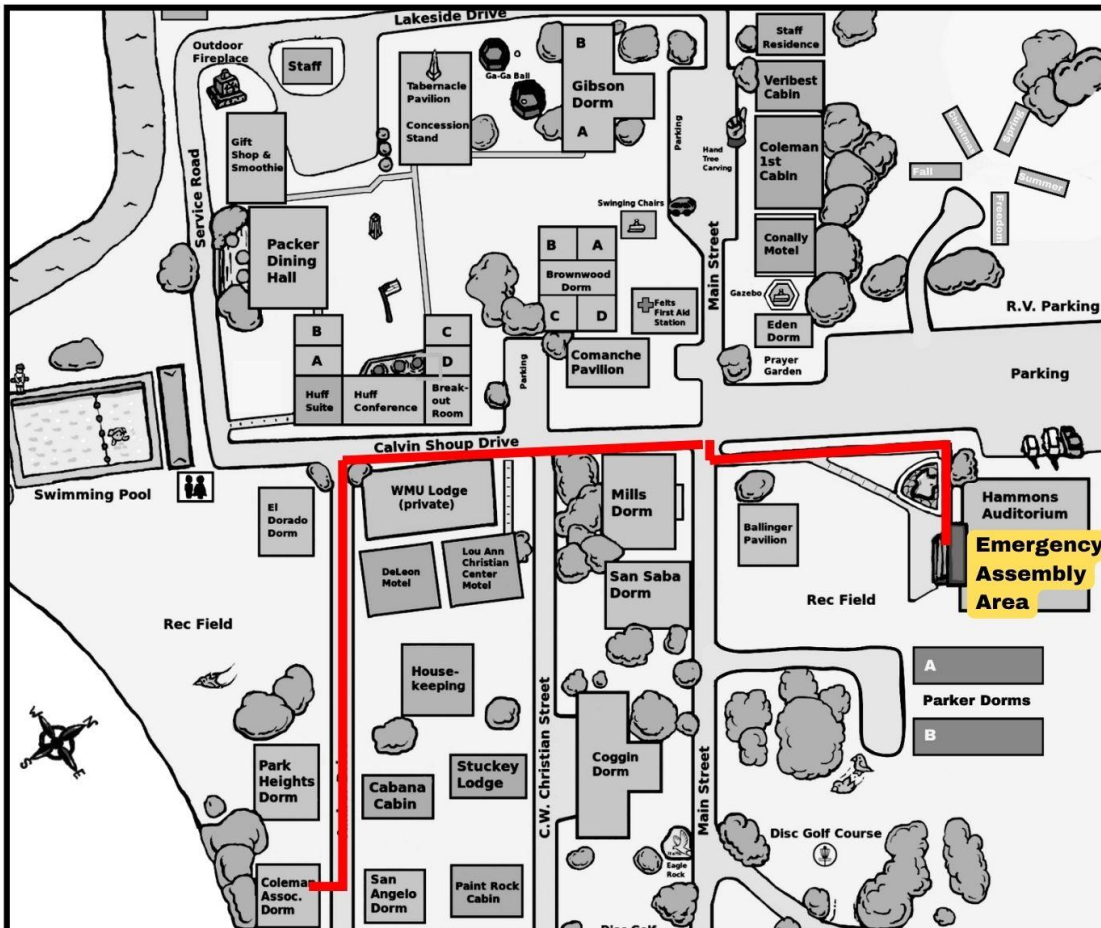 Lakeside Drive
Outdoor
Fireplace
Staff
Tabernacle
Pavilion
Concession
Stand
Ga-Ga Ball
B
Gibson
Dorm
A
Staff
Residence
Veribest
Cabin
Coleman
1st
Cabin
Hand
Tree
Carving
Parking
Christmas
Spring
Fall
Summer
Freedom
Gift
Shop &
Smoothie
Service Road
Packer
Dining
Hall
Swinging Chairs
B
A
Brownwood
Dorm
C
D
Felts
First Aid
Station
Main Street
Conally
Motel
Gazebo
Eden
Dorm
Prayer
Garden
R.V. Parking
Parking
B
A
Huff
Suite
Huff
Conference
C
D
Break-
out
Room
Parking
Comanche
Pavilion
Calvin Shoup Drive
Swimming Pool
El
Dorado
Dorm
WMU Lodge
(private)
DeLeon
Motel
Lou Ann
Christian
Center
Motel
Mills
Dorm
San Saba
Dorm
Ballinger
Pavilion
Hammons
Auditorium
Emergency
Assembly
Area
Rec Field
Rec Field
House-
keeping
A
Parker Dorms
B
N
W
S
E
Park
Heights
Dorm
Cabana
Cabin
Stuckey
Lodge
C.W. Christian Street
Coggin
Dorm
Main Street
Eagle
Rock
Disc Golf Course
Coleman
Assoc.
Dorm
San
Angelo
Dorm
Paint Rock
Cabin
Disc Golf